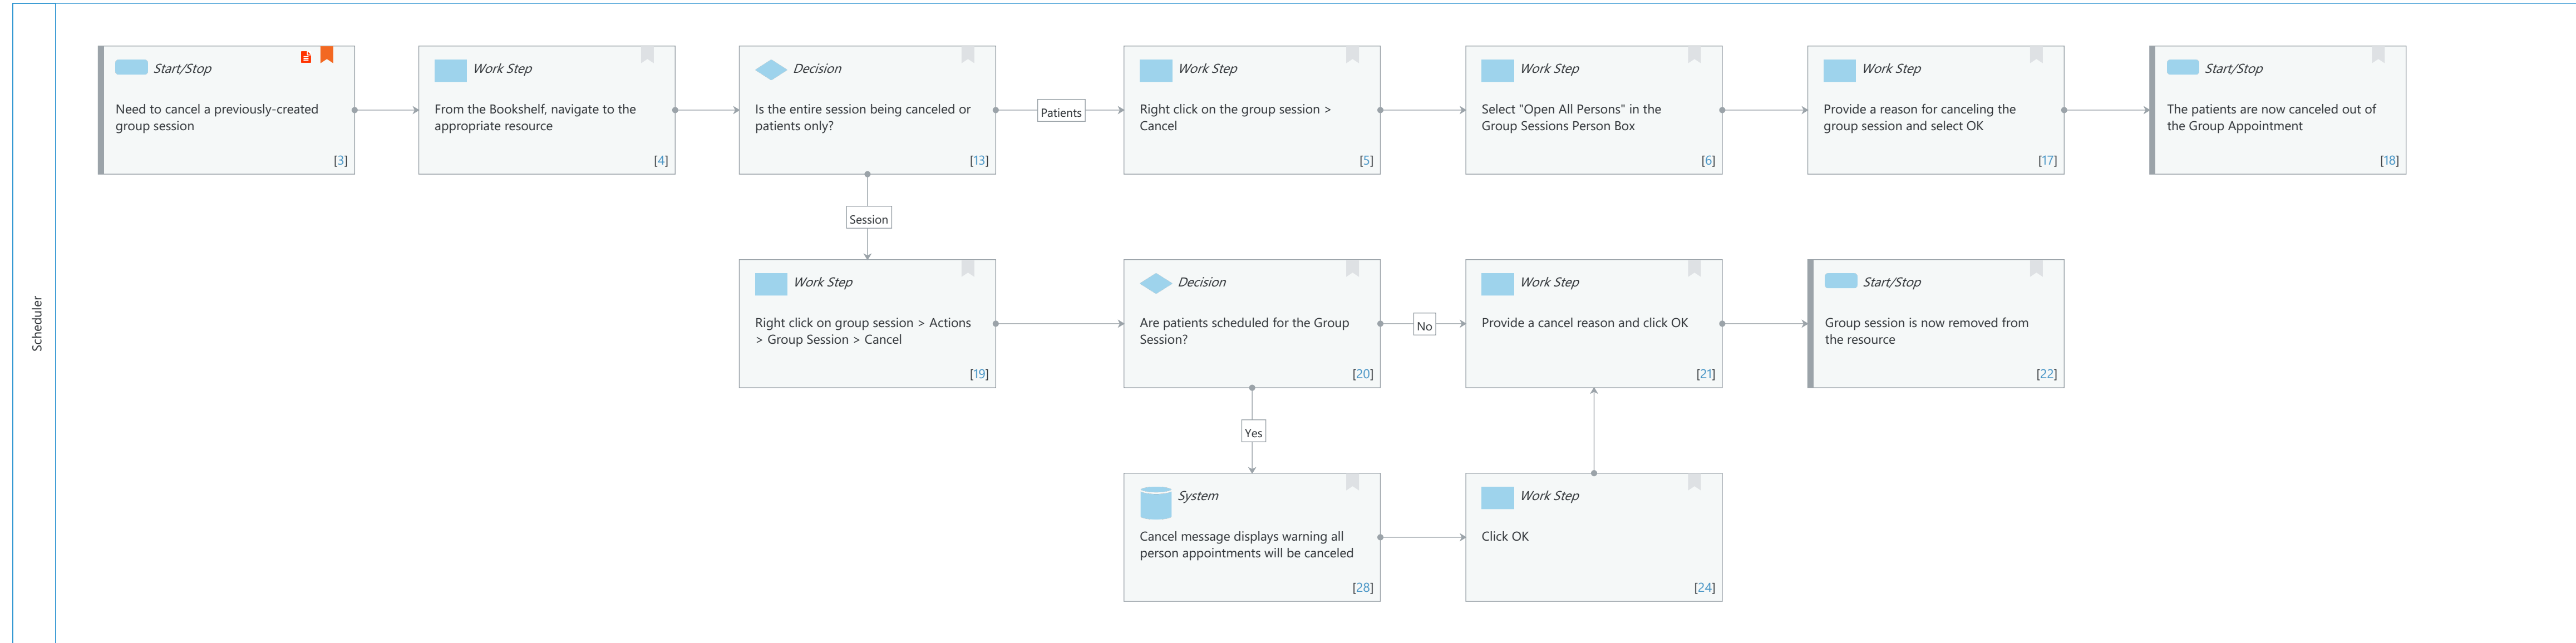 Scheduler
Start/Stop
Need to cancel a previously-created
group session
[3]
Work Step
From the Bookshelf, navigate to the
appropriate resource
[4]
Decision
Is the entire session being canceled or
patients only?
[13]
Patients
Work Step
Right click on the group session >
Cancel
[5]
Work Step
Select "Open All Persons" in the
Group Sessions Person Box
[6]
Work Step
Provide a reason for canceling the
group session and select OK
[17]
Start/Stop
The patients are now canceled out of
the Group Appointment
[18]
Session
Work Step
Right click on group session > Actions
> Group Session > Cancel
[19]
Decision
Are patients scheduled for the Group
Session?
[20]
No
Work Step
Provide a cancel reason and click OK
[21]
Start/Stop
Group session is now removed from
the resource
[22]
Yes
System
Cancel message displays warning all
person appointments will be canceled
[28]
Work Step
Click OK
[24]